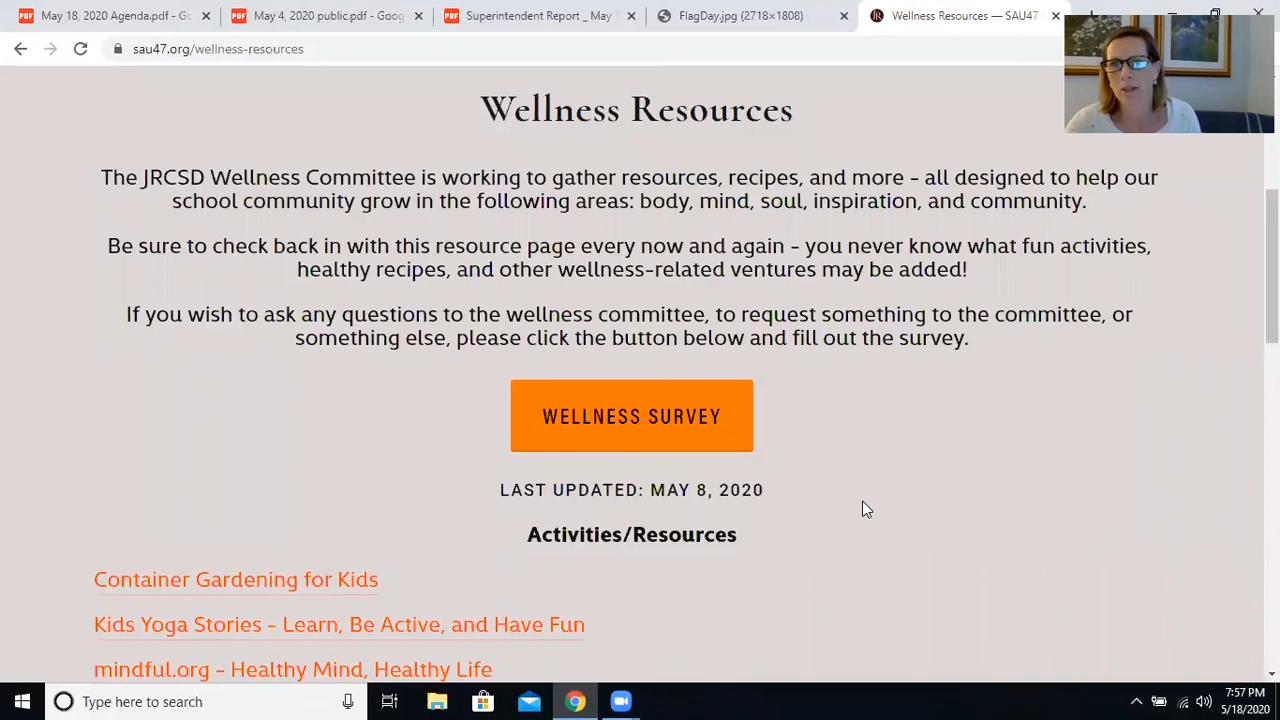 May 18, 2020 Agenda.pdf - Go
May 4, 2020 public.pdf - Goog
Superintendent Report _ May
FlagDay.jpg (2718×1808)
Wellness Resources — SAU47
sau47.org/wellness-resources
Wellness Resources
The JRCSD Wellness Committee is working to gather resources, recipes, and more - all designed to help our
school community grow in the following areas: body, mind, soul, inspiration, and community.
Be sure to check back in with this resource page every now and again - you never know what fun activities,
healthy recipes, and other wellness-related ventures may be added!
If you wish to ask any questions to the wellness committee, to request something to the committee, or
something else, please click the button below and fill out the survey.
WELLNESS SURVEY
LAST UPDATED: MAY 8, 2020
Activities/Resources
Container Gardening for Kids
Kids Yoga Stories - Learn, Be Active, and Have Fun
mindful.org - Healthy Mind, Healthy Life
Type here to search
7:57 PM
5/18/2020